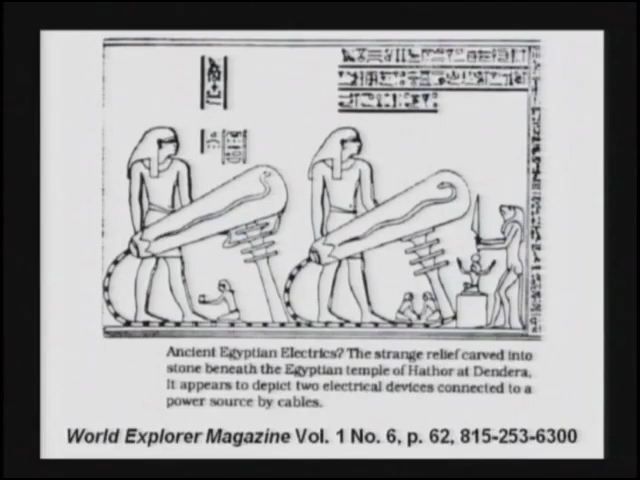 Ancient Egyptian Electrics? The strange relief carved into
stone beneath the Egyptian temple of Hathor at Dendera.
It appears to depict two electrical devices connected to a
power source by cables.
World Explorer Magazine Vol. 1 No. 6, p. 62, 815-253-6300